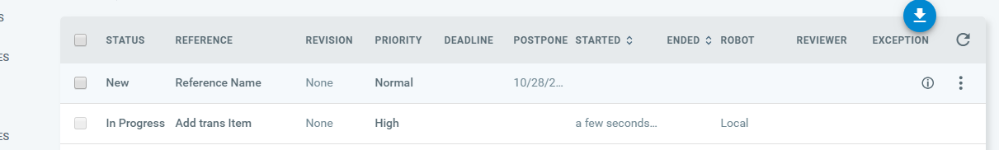 S
STATUS REFERENCE REVISION PRIORITY DEADLINE POSTPONE STARTED ENDED ROBOT REVIEWER EXCEPTION
ES
New Reference Name None Normal 10/28/2...
In Progress Add trans Item None High a few seconds... Local
ES